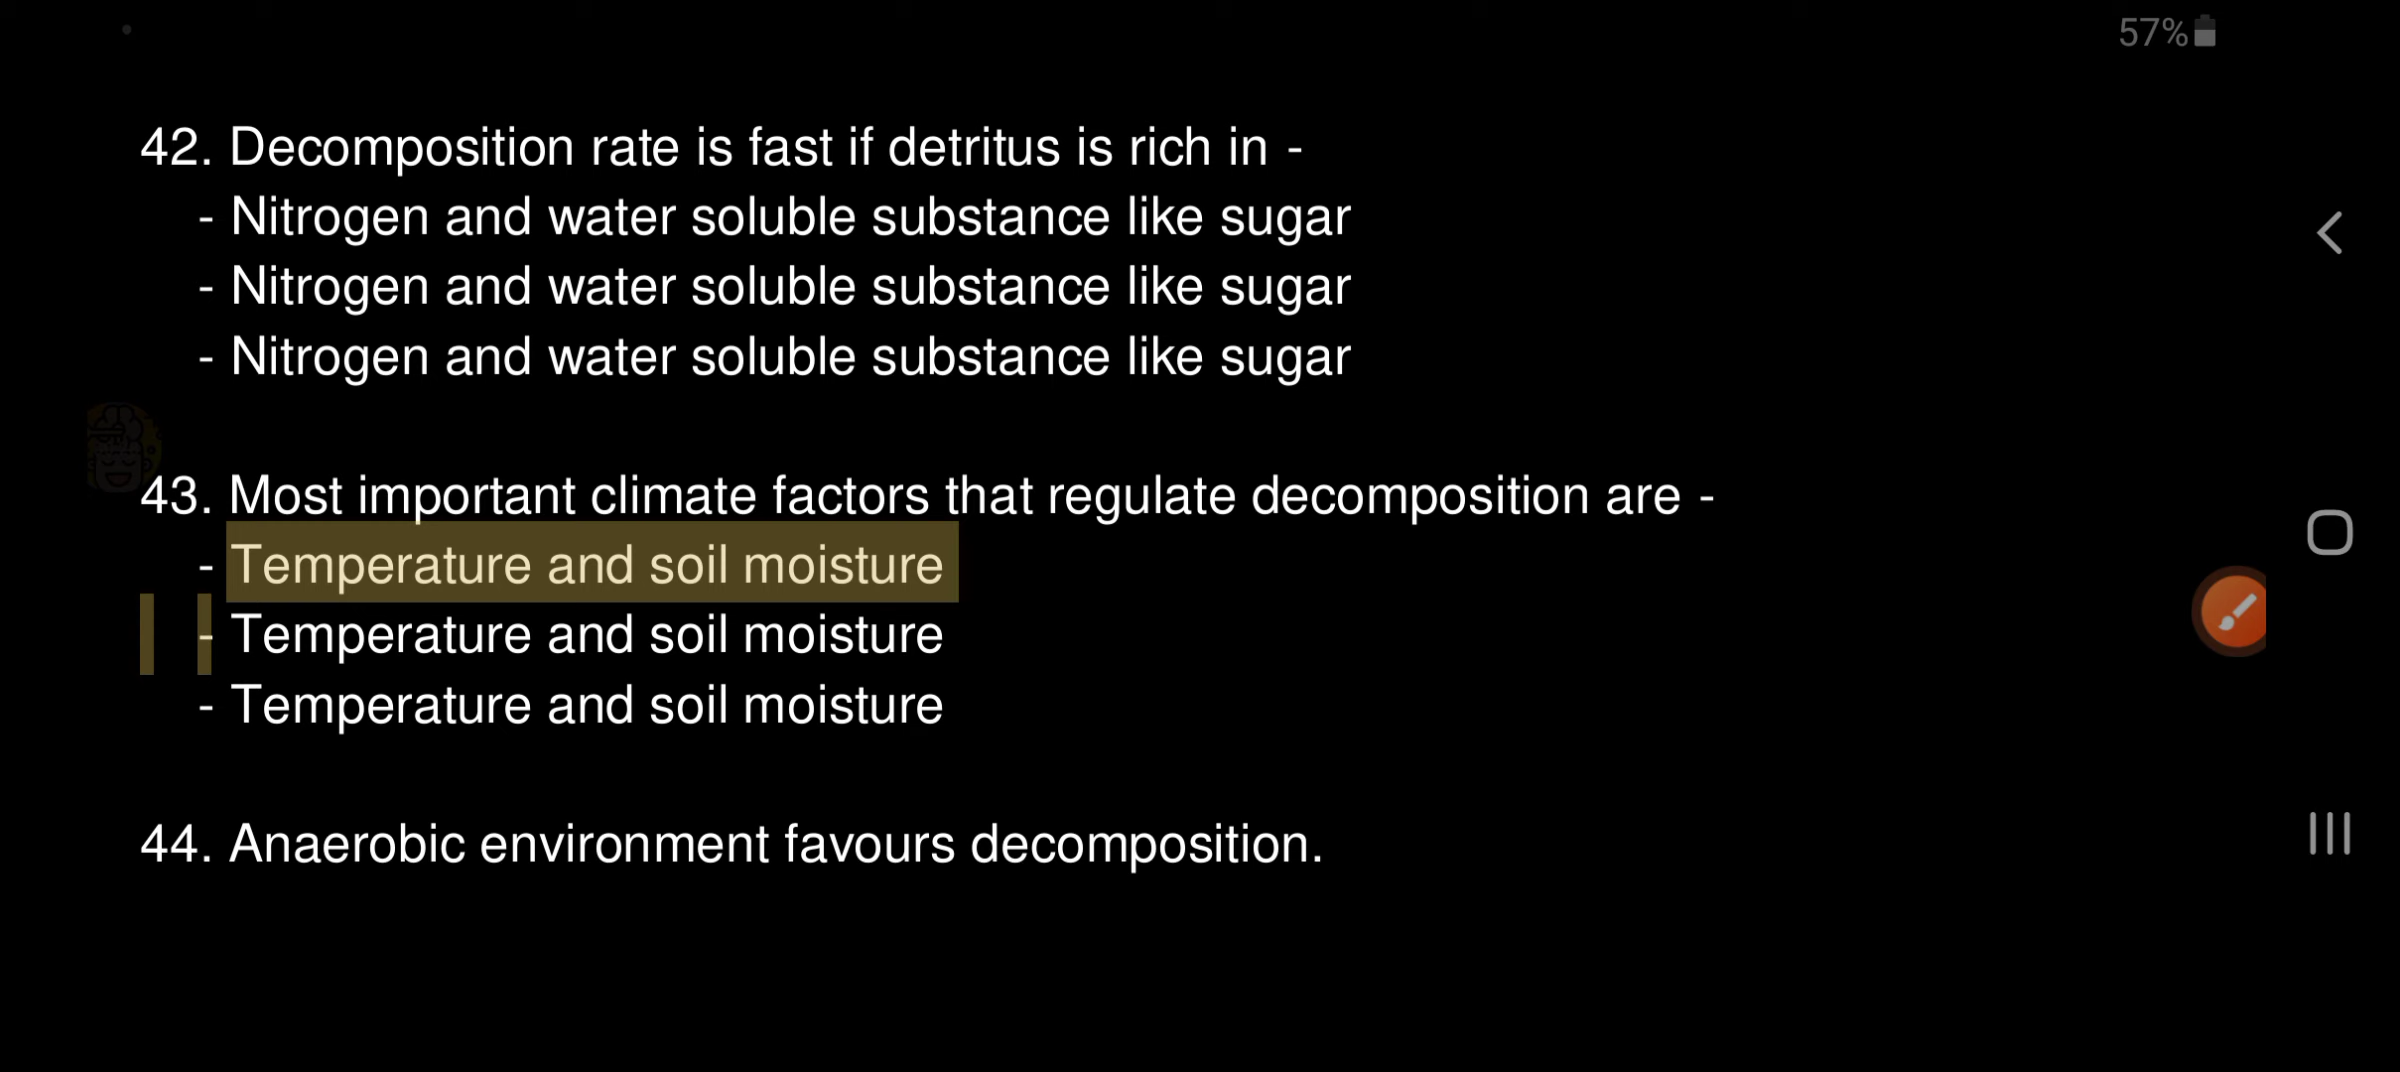 57%
42. Decomposition rate is fast if detritus is rich in -
- Nitrogen and water soluble substance like sugar
- Nitrogen and water soluble substance like sugar
- Nitrogen and water soluble substance like sugar
43. Most important climate factors that regulate decomposition are -
- Temperature and soil moisture
- Temperature and soil moisture
- Temperature and soil moisture
44. Anaerobic environment favours decomposition.